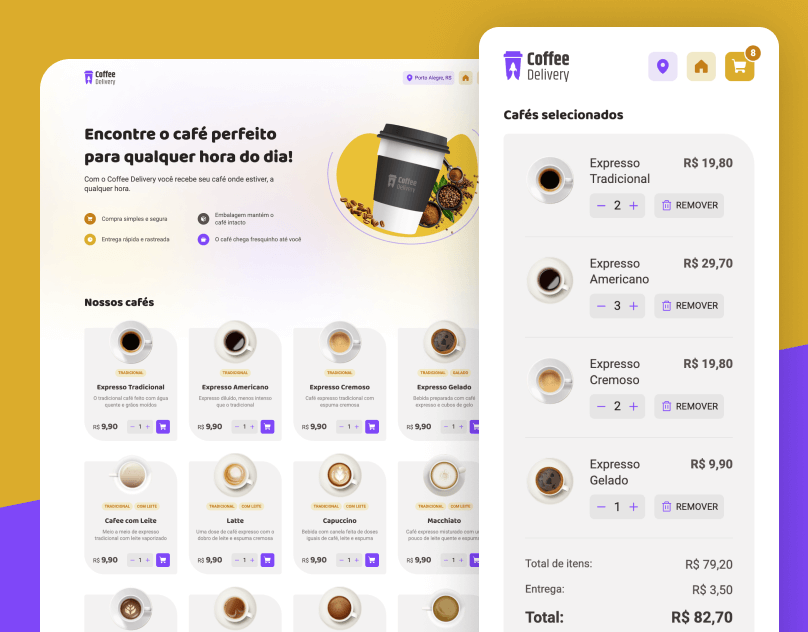 Coffee
Delivery
Porto Alegre, RS
Encontre o café perfeito
para qualquer hora do dia!
Com o Coffee Delivery você recebe seu café onde estiver, a
qualquer hora.
Compra simples e segura
Embalagem mantém o
café intacto
Entrega rápida e rastreada
O café chega fresquinho até você
Coffee
Delivery
Nossos cafés
TRADICIONAL
Expresso Tradicional
O tradicional café feito com água
quente e grãos moídos
R$ 9,90
− 1 +
TRADICIONAL
Expresso Americano
Expresso diluído, menos intenso
que o tradicional
R$ 9,90
− 1 +
TRADICIONAL
Expresso Cremoso
Café expresso tradicional com
espuma cremosa
R$ 9,90
− 1 +
TRADICIONAL GALADO
Expresso Gelado
Bebida preparada com café
expresso e cubos de gelo
R$ 9,90
− 1 +
TRADICIONAL COM LEITE
Cafee com Leite
Meio a meio de expresso
tradicional com leite vaporizado
R$ 9,90
− 1 +
TRADICIONAL COM LEITE
Latte
Uma dose de café expresso com o
dobro de leite e espuma cremosa
R$ 9,90
− 1 +
TRADICIONAL COM LEITE
Capuccino
Bebida com canela feita de doses
iguais de café, leite e espuma
R$ 9,90
− 1 +
TRADICIONAL COM LEITE
Macchiato
Café expresso misturado com
pouco de leite quente e espuma
R$ 9,90
− 1 +
Coffee
Delivery
8
Cafés selecionados
Expresso
Tradicional
R$ 19,80
− 2 + REMOVER
Expresso
Americano
R$ 29,70
− 3 + REMOVER
Expresso
Cremoso
R$ 19,80
− 2 + REMOVER
Expresso
Gelado
R$ 9,90
− 1 + REMOVER
Total de itens: R$ 79,20
Entrega: R$ 3,50
Total: R$ 82,70